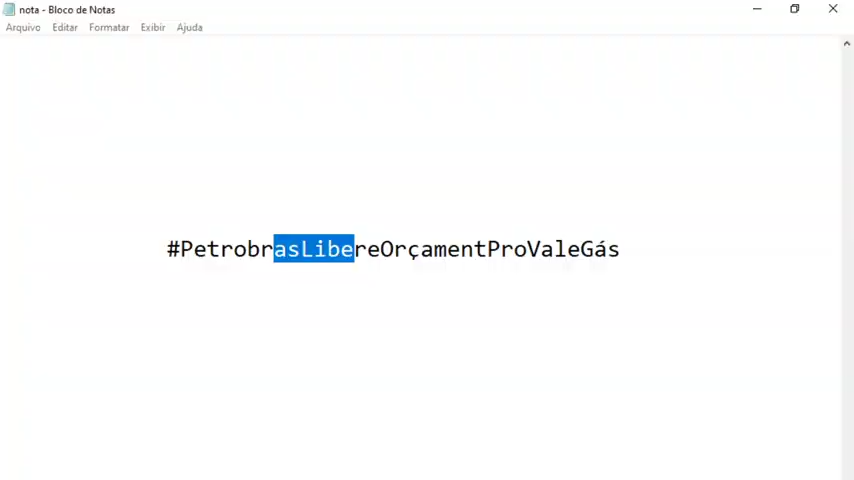 nota - Bloco de Notas
Arquivo Editar Formatar Exibir Ajuda
#PetrobrasLibereOrçamentProValeGás